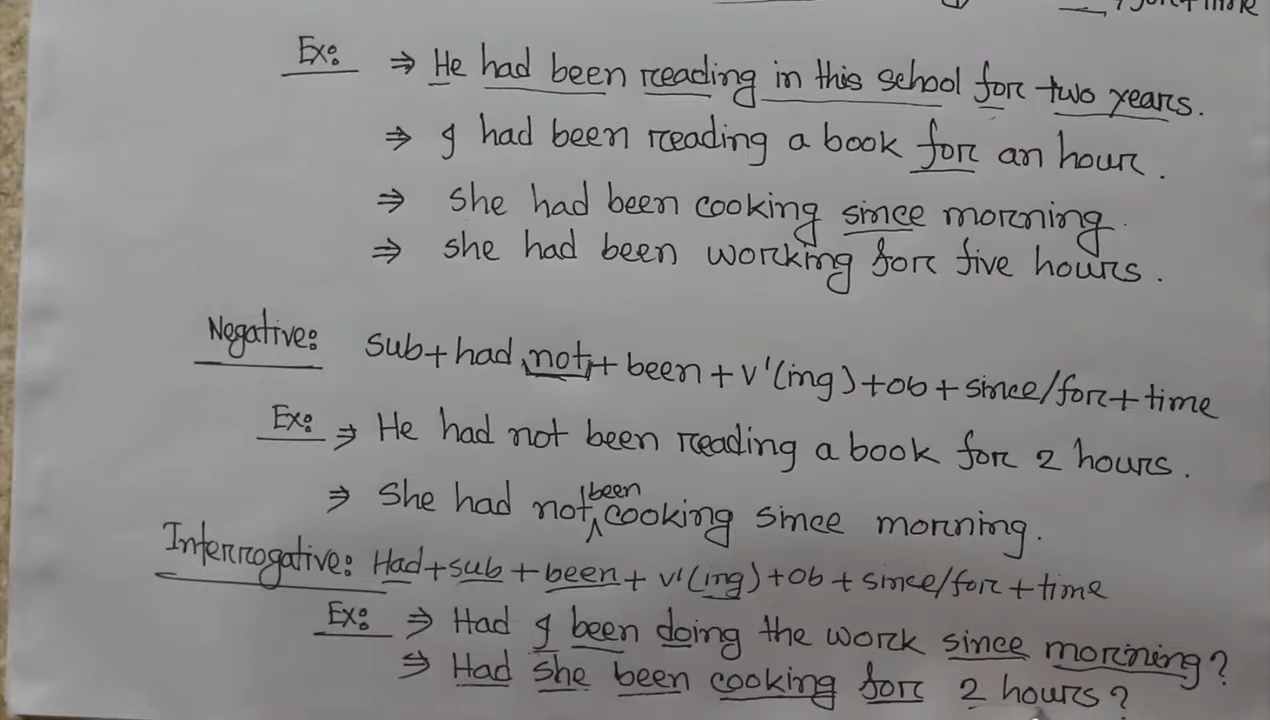 for + time
Ex: ⇒ He had been reading in this school for two years.
⇒ I had been reading a book for an hour.
⇒ she had been cooking since morning.
⇒ she had been working for five hours.
Negative: sub + had not + been + v'(ing) + ob + since/for + time
Ex: ⇒ He had not been reading a book for 2 hours.
⇒ She had not been cooking since morning.
Interrogative: Had + sub + been + v'(ing) + ob + since/for + time
Ex: ⇒ Had I been doing the work since morning?
⇒ Had she been cooking for 2 hours?